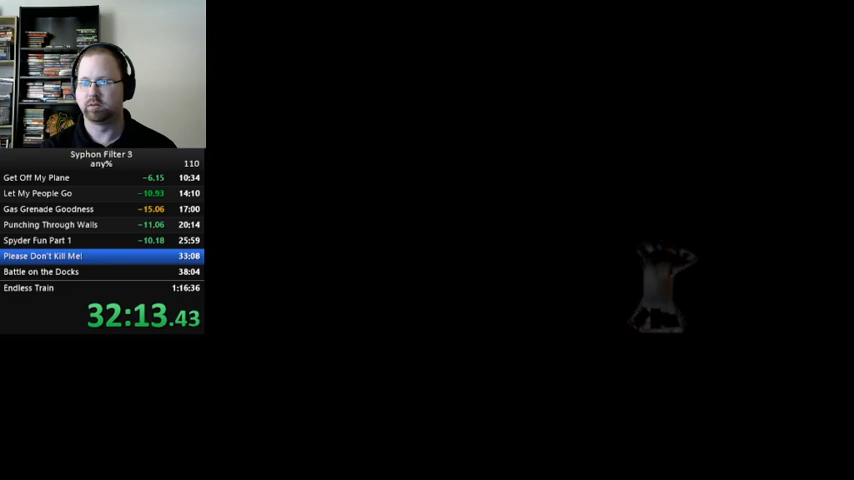 Syphon Filter 3
any% 110
Get Off My Plane -6.15 10:34
Let My People Go -10.93 14:10
Gas Grenade Goodness -15.06 17:00
Punching Through Walls -11.06 20:14
Spyder Fun Part 1 -10.18 25:59
Please Don't Kill Me! 33:08
Battle on the Docks 38:04
Endless Train 1:16:36
32:13.43